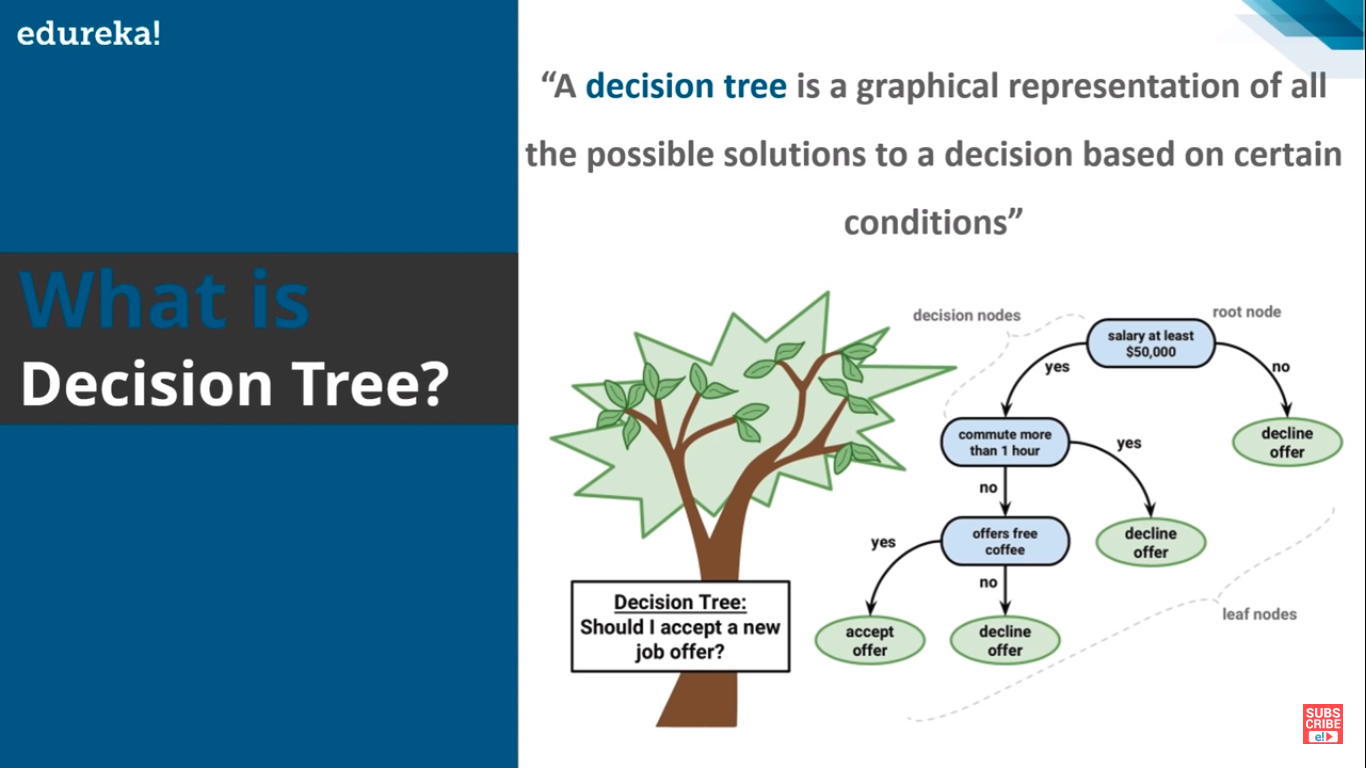 edureka!
What is
Decision Tree?
“A decision tree is a graphical representation of all
the possible solutions to a decision based on certain
conditions”
decision nodes
root node
salary at least
$50,000
yes
no
commute more
than 1 hour
yes
decline
offer
no
offers free
coffee
decline
offer
yes
no
accept
offer
decline
offer
leaf nodes
Decision Tree:
Should I accept a new
job offer?
SUBS
CRIBE
e!